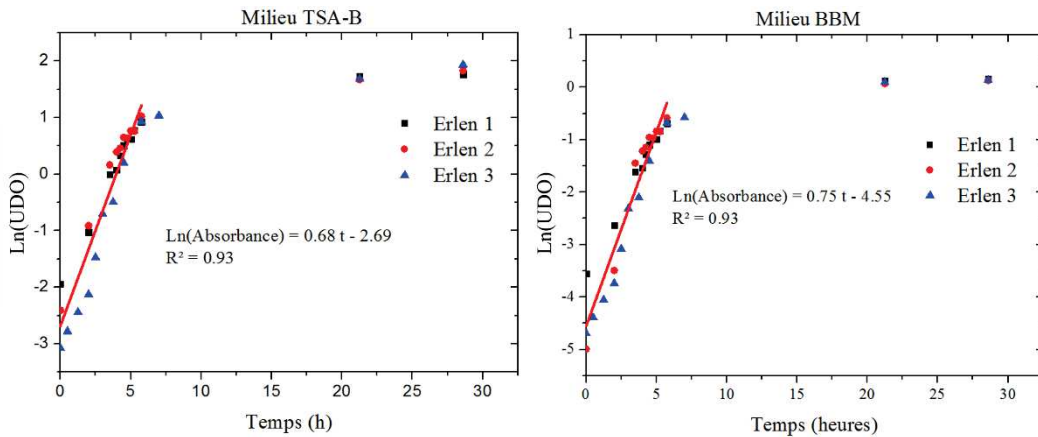 Milieu TSA-B
Ln(UDO)
2
1
0
-1
-2
-3
Erlen 1
Erlen 2
Erlen 3
Ln(Absorbance) = 0.68 t - 2.69
R² = 0.93
0 5 10 15 20 25 30
Temps (h)
Milieu BBM
Ln(UDO)
1
0
-1
-2
-3
-4
-5
Erlen 1
Erlen 2
Erlen 3
Ln(Absorbance) = 0.75 t - 4.55
R² = 0.93
0 5 10 15 20 25 30
Temps (heures)